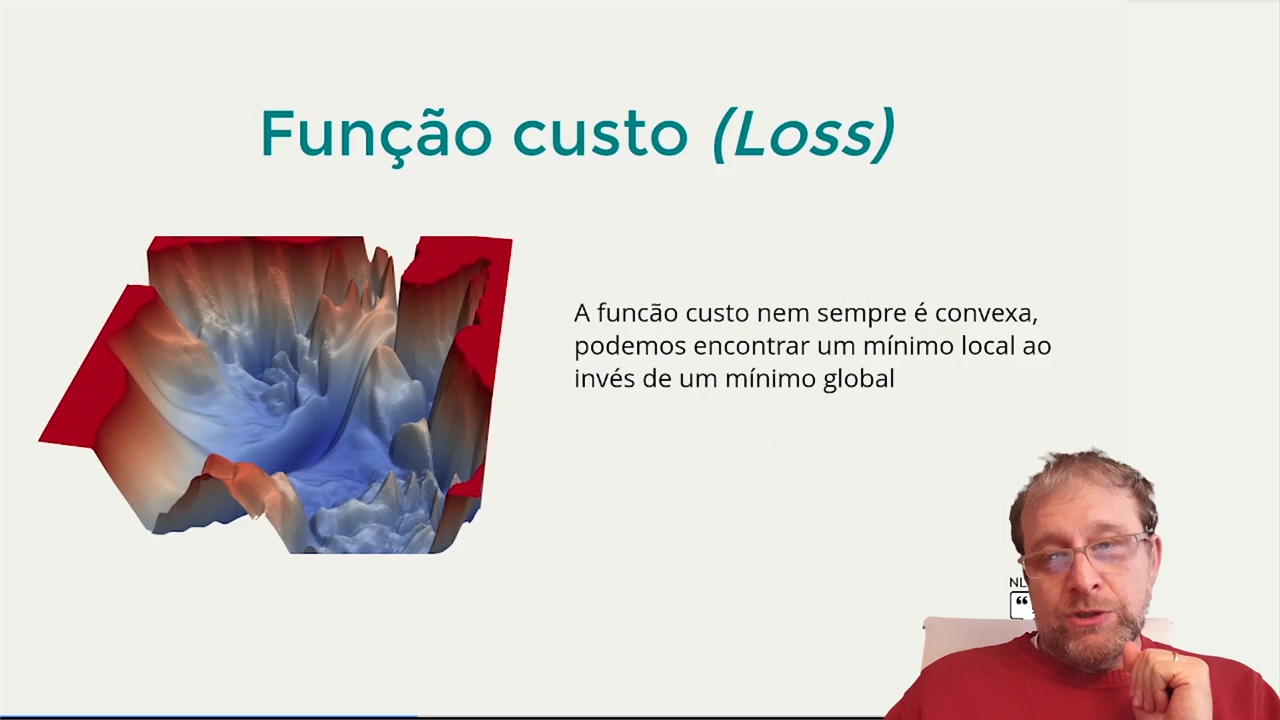 Função custo (Loss)
A funcão custo nem sempre é convexa,
podemos encontrar um mínimo local ao
invés de um mínimo global